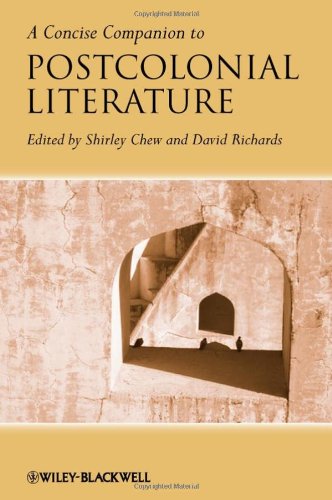 A Concise Companion to
POSTCOLONIAL
LITERATURE
Edited by Shirley Chew and David Richards
WILEY-BLACKWELL